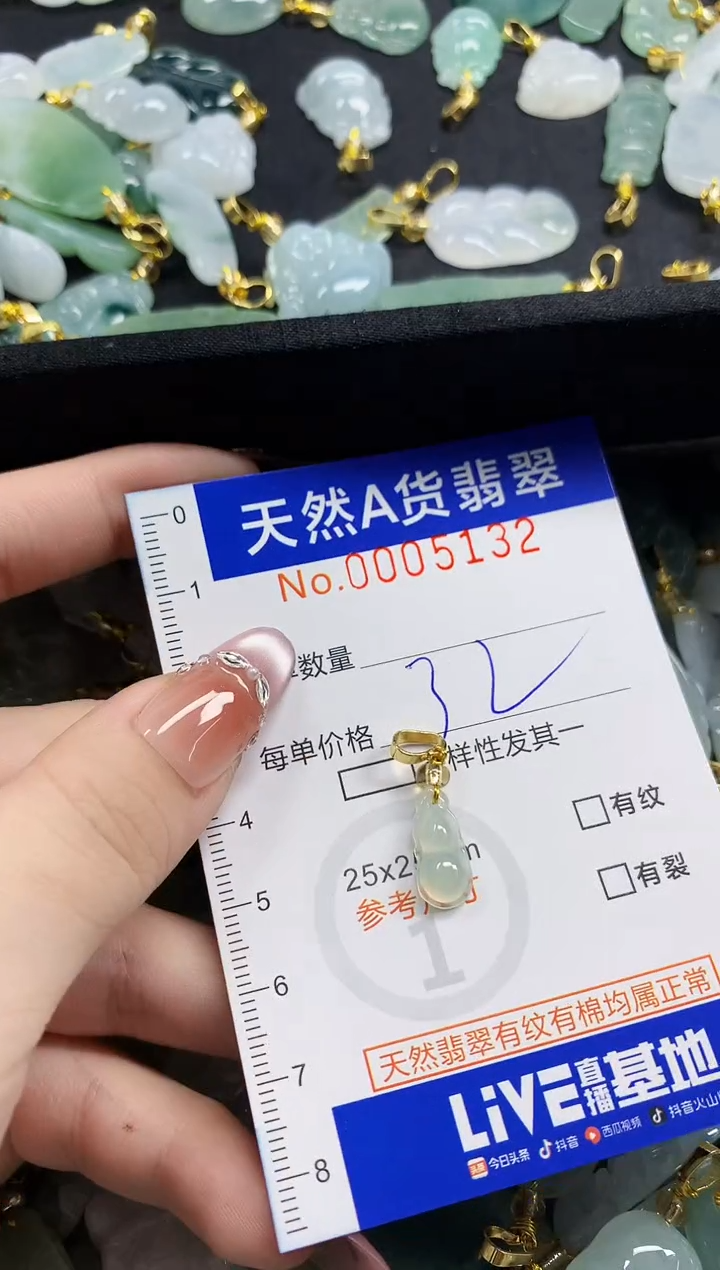 天然A货翡翠
No.0005132
0
1
数量
每单价格
样性发其一
4
有纹
25x2
5
参考
有裂
1
6
天然翡翠有纹有棉均属正常
7
LiVE直播基地
8
头条 今日头条 抖音 西瓜视频 抖音火山